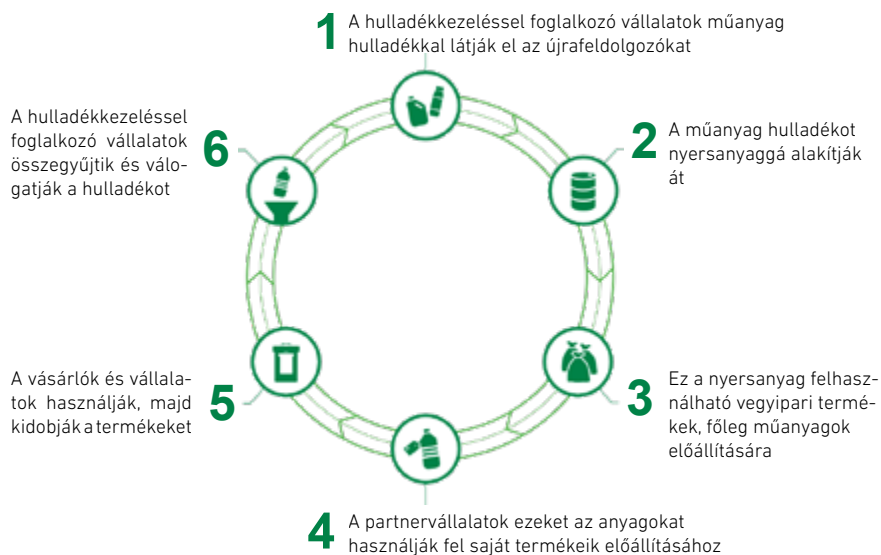 1
A hulladékkezeléssel foglalkozó vállalatok műanyag
hulladékkal látják el az újrafeldolgozókat
2
A műanyag hulladékot
nyersanyaggá alakítják
át
3
Ez a nyersanyag felhasz-
nálható vegyipari termé-
kek, főleg műanyagok
előállítására
4
A partnervállalatok ezeket az anyagokat
használják fel saját termékeik előállításához
5
A vásárlók és vállala-
tok használják, majd
kidobják a termékeket
6
A hulladékkezeléssel
foglalkozó vállalatok
összegyűjtik és válo-
gatják a hulladékot